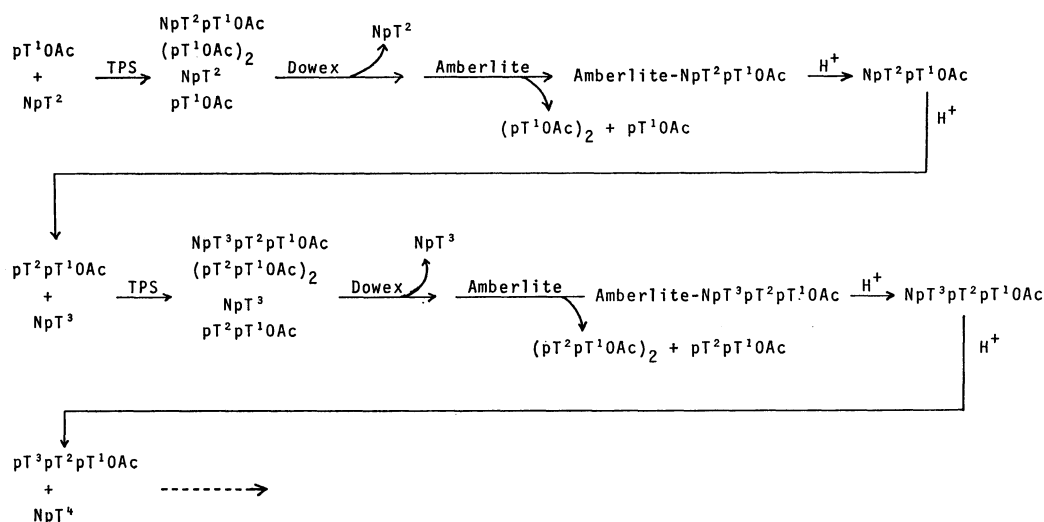 pT¹OAc
+
NpT²
TPS
NpT²pT¹OAc
(pT¹OAc)₂
NpT²
pT¹OAc
Dowex
NpT²
Amberlite
(pT¹OAc)₂ + pT¹OAc
Amberlite-NpT²pT¹OAc
H⁺
NpT²pT¹OAc
H⁺
pT²pT¹OAc
+
NpT³
TPS
NpT³pT²pT¹OAc
(pT²pT¹OAc)₂
NpT³
pT²pT¹OAc
Dowex
NpT³
Amberlite
(pT²pT¹OAc)₂ + pT²pT¹OAc
Amberlite-NpT³pT²pT¹OAc
H⁺
NpT³pT²pT¹OAc
H⁺
pT³pT²pT¹OAc
+
NpT⁴